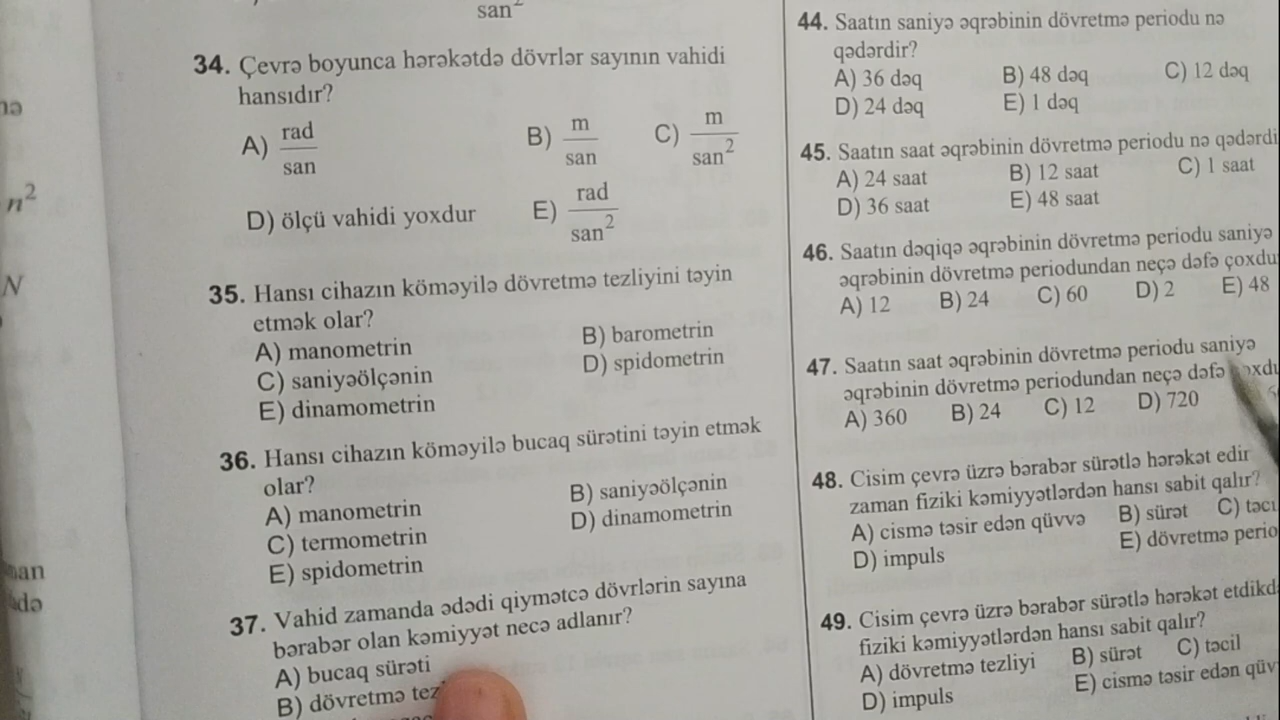 san²
34. Çevrə boyunca hərəkətdə dövrlər sayının vahidi
hansıdır?
A) rad/san B) m/san C) m/san²
D) ölçü vahidi yoxdur E) rad/san²
35. Hansı cihazın köməyilə dövretmə tezliyini təyin
etmək olar?
A) manometrin B) barometrin
C) saniyəölçənin D) spidometrin
E) dinamometrin
36. Hansı cihazın köməyilə bucaq sürətini təyin etmək
olar?
A) manometrin B) saniyəölçənin
C) termometrin D) dinamometrin
E) spidometrin
37. Vahid zamanda ədədi qiymətcə dövrlərin sayına
bərabər olan kəmiyyət necə adlanır?
A) bucaq sürəti
B) dövretmə tez
n²
N
44. Saatın saniyə əqrəbinin dövretmə periodu nə
qədərdir?
A) 36 dəq B) 48 dəq C) 12 dəq
D) 24 dəq E) 1 dəq
45. Saatın saat əqrəbinin dövretmə periodu nə qədərdi
A) 24 saat B) 12 saat C) 1 saat
D) 36 saat E) 48 saat
46. Saatın dəqiqə əqrəbinin dövretmə periodu saniyə
əqrəbinin dövretmə periodundan neçə dəfə çoxdu
A) 12 B) 24 C) 60 D) 2 E) 48
47. Saatın saat əqrəbinin dövretmə periodu saniyə
əqrəbinin dövretmə periodundan neçə dəfə
A) 360 B) 24 C) 12 D) 720
48. Cisim çevrə üzrə bərabər sürətlə hərəkət edir
zaman fiziki kəmiyyətlərdən hansı sabit qalır?
A) cismə təsir edən qüvvə B) sürət C) təci
D) impuls E) dövretmə perio
49. Cisim çevrə üzrə bərabər sürətlə hərəkət etdikd
fiziki kəmiyyətlərdən hansı sabit qalır?
A) dövretmə tezliyi B) sürət C) təcil
D) impuls E) cismə təsir edən qüv